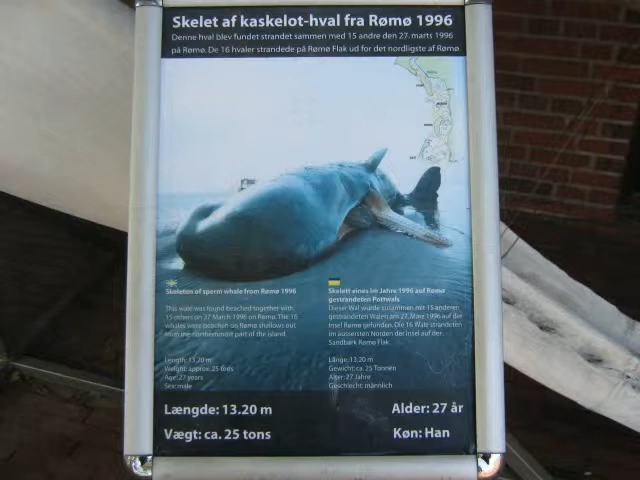 Skelet af kaskelot-hval fra Rømø 1996
Denne hval blev fundet strandet sammen med 15 andre den 27. marts 1996
på Rømø. De 16 hvaler strandede på Rømø Flak ud for det nordligste af Rømø
Skeleton of sperm whale from Rømø 1996
This wale was found beached together with
15 others on 27 March 1996 on Rømø. The 16
whales were beached on Rømø shallows out
from the northernmost part of the island.
Length: 13.20 m
Weight: approx. 25 tons
Age: 27 years
Sex: male
Skelett eines im Jahre 1996 auf Rømø
gestrandeten Pottwals
Dieser Wal wurde zusammen mit 15 anderen
gestrandeten Walen am 27. März 1996 auf der
Insel Rømø gefunden. Die 16 Wale strandeten
im äussersten Norden der Insel auf der
Sandbank Rømø Flak.
Länge: 13,20 m
Gewicht: ca. 25 Tonnen
Alter: 27 Jahre
Geschlecht: männlich
Længde: 13.20 m
Alder: 27 år
Vægt: ca. 25 tons
Køn: Han